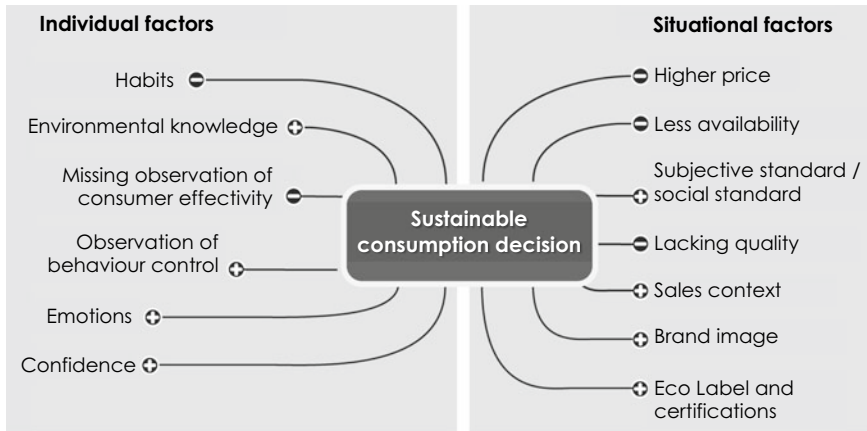 Individual factors
Habits
Environmental knowledge
Missing observation of
consumer effectivity
Observation of
behaviour control
Emotions
Confidence
Sustainable
consumption decision
Situational factors
Higher price
Less availability
Subjective standard /
social standard
Lacking quality
Sales context
Brand image
Eco Label and
certifications